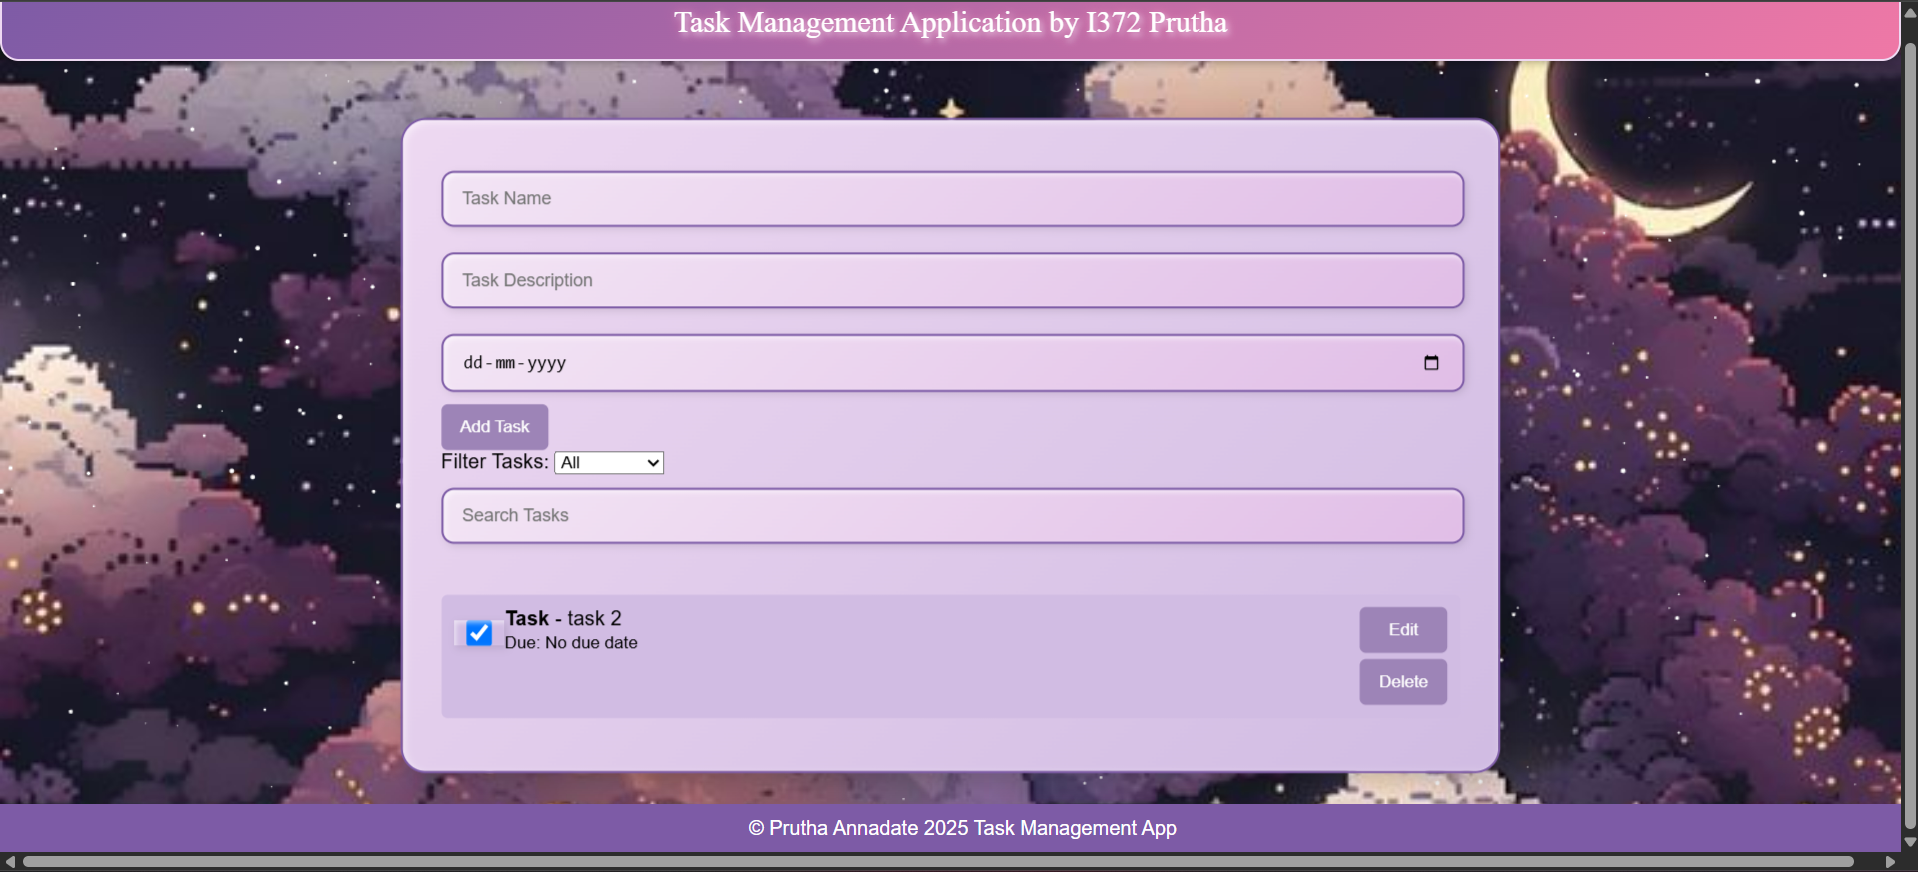 Task Management Application by I372 Prutha
Task Name
Task Description
dd-mm-yyyy
Add Task
Filter Tasks: All
Search Tasks
Task - task 2
Due: No due date
Edit
Delete
© Prutha Annadate 2025 Task Management App